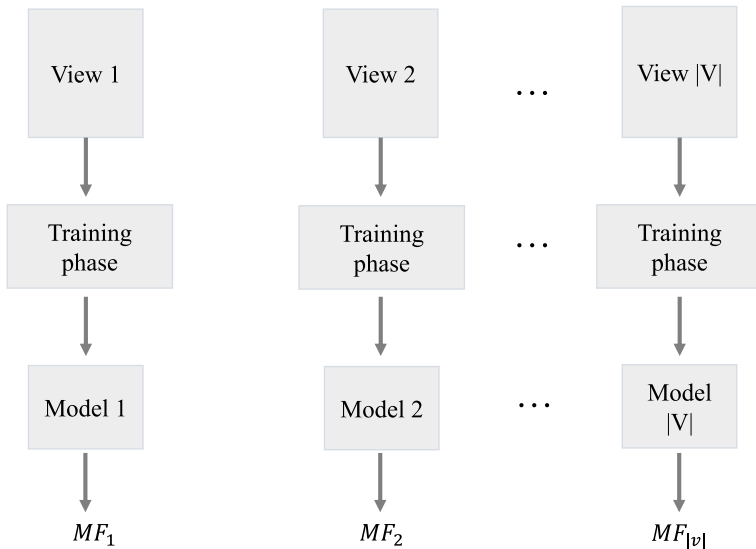 View 1
View 2
...
View |V|
Training
phase
Training
phase
...
Training
phase
Model 1
Model 2
...
Model
|V|
MF₁
MF₂
MF|v|